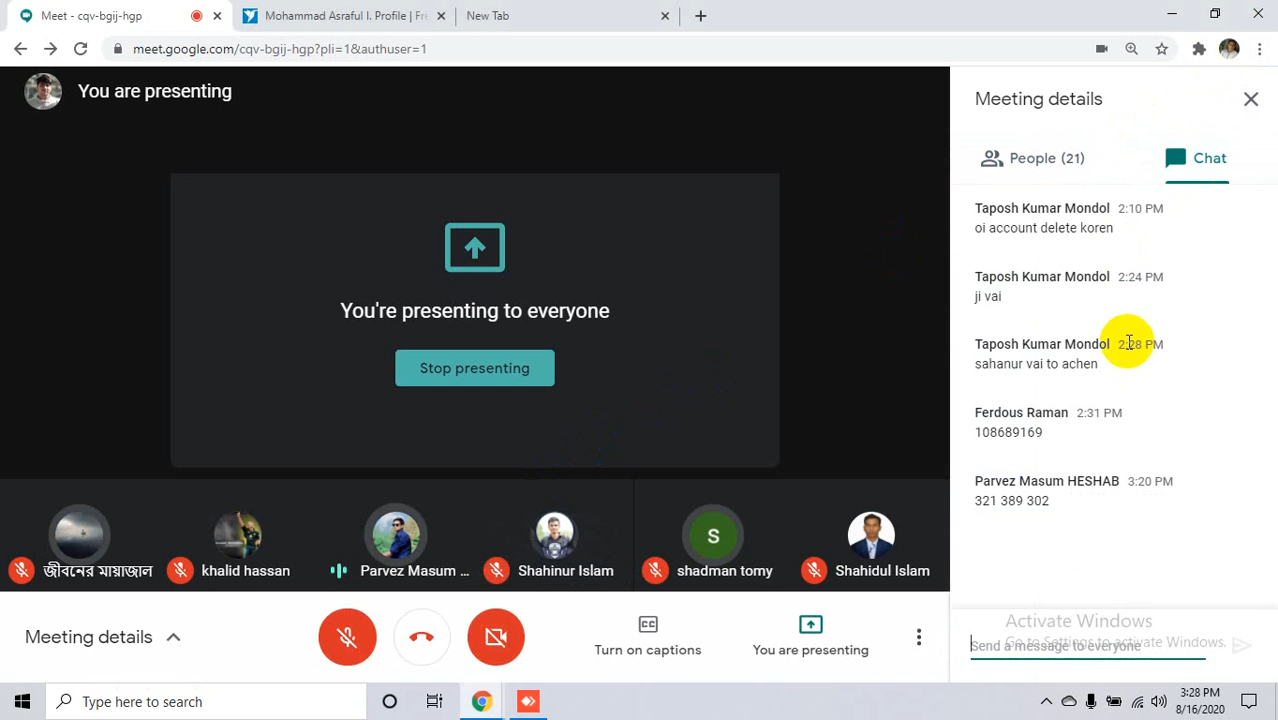 Meet - cqv-bgij-hgp
Mohammad Asraful I. Profile | Fre
New Tab
meet.google.com/cqv-bgij-hgp?pli=1&authuser=1
You are presenting
You're presenting to everyone
Stop presenting
জীবনের মায়াজাল
khalid hassan
Parvez Masum ...
Shahinur Islam
shadman tomy
S
Shahidul Islam
Meeting details
Turn on captions
You are presenting
Meeting details
People (21)
Chat
Taposh Kumar Mondol 2:10 PM
oi account delete koren
Taposh Kumar Mondol 2:24 PM
ji vai
Taposh Kumar Mondol 2:28 PM
sahanur vai to achen
Ferdous Raman 2:31 PM
108689169
Parvez Masum HESHAB 3:20 PM
321 389 302
Activate Windows
Go to Settings to activate Windows.
Send a message to everyone
Type here to search
3:28 PM
8/16/2020